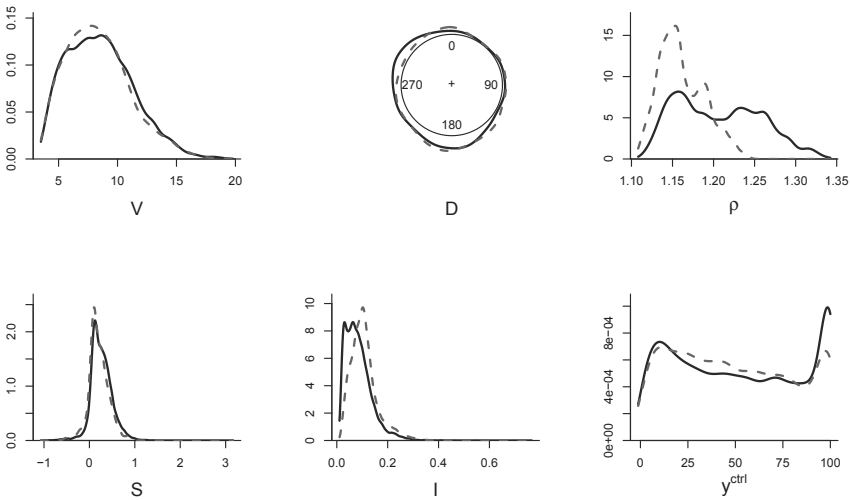 0.00 0.05 0.10 0.15
5 10 15 20
V
0
270 + 90
180
D
0 5 10 15
1.10 1.15 1.20 1.25 1.30 1.35
ρ
0.0 1.0 2.0
−1 0 1 2 3
S
0 2 4 6 8 10
0.0 0.2 0.4 0.6
I
0e+00 4e−04 8e−04
0 25 50 75 100
y^ctrl